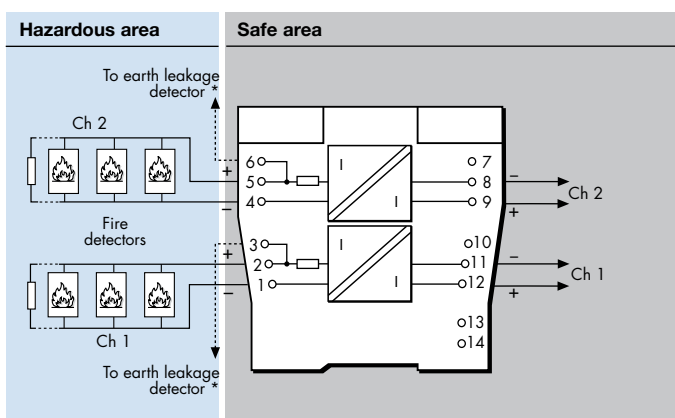 Hazardous area
Safe area
To earth leakage
detector *
Ch 2
+
6
5
4
–
I
I
7
8
9
–
+
Ch 2
Fire
detectors
+
3
2
1
–
I
I
10
11
12
–
+
Ch 1
13
14
Ch 1
To earth leakage
detector *